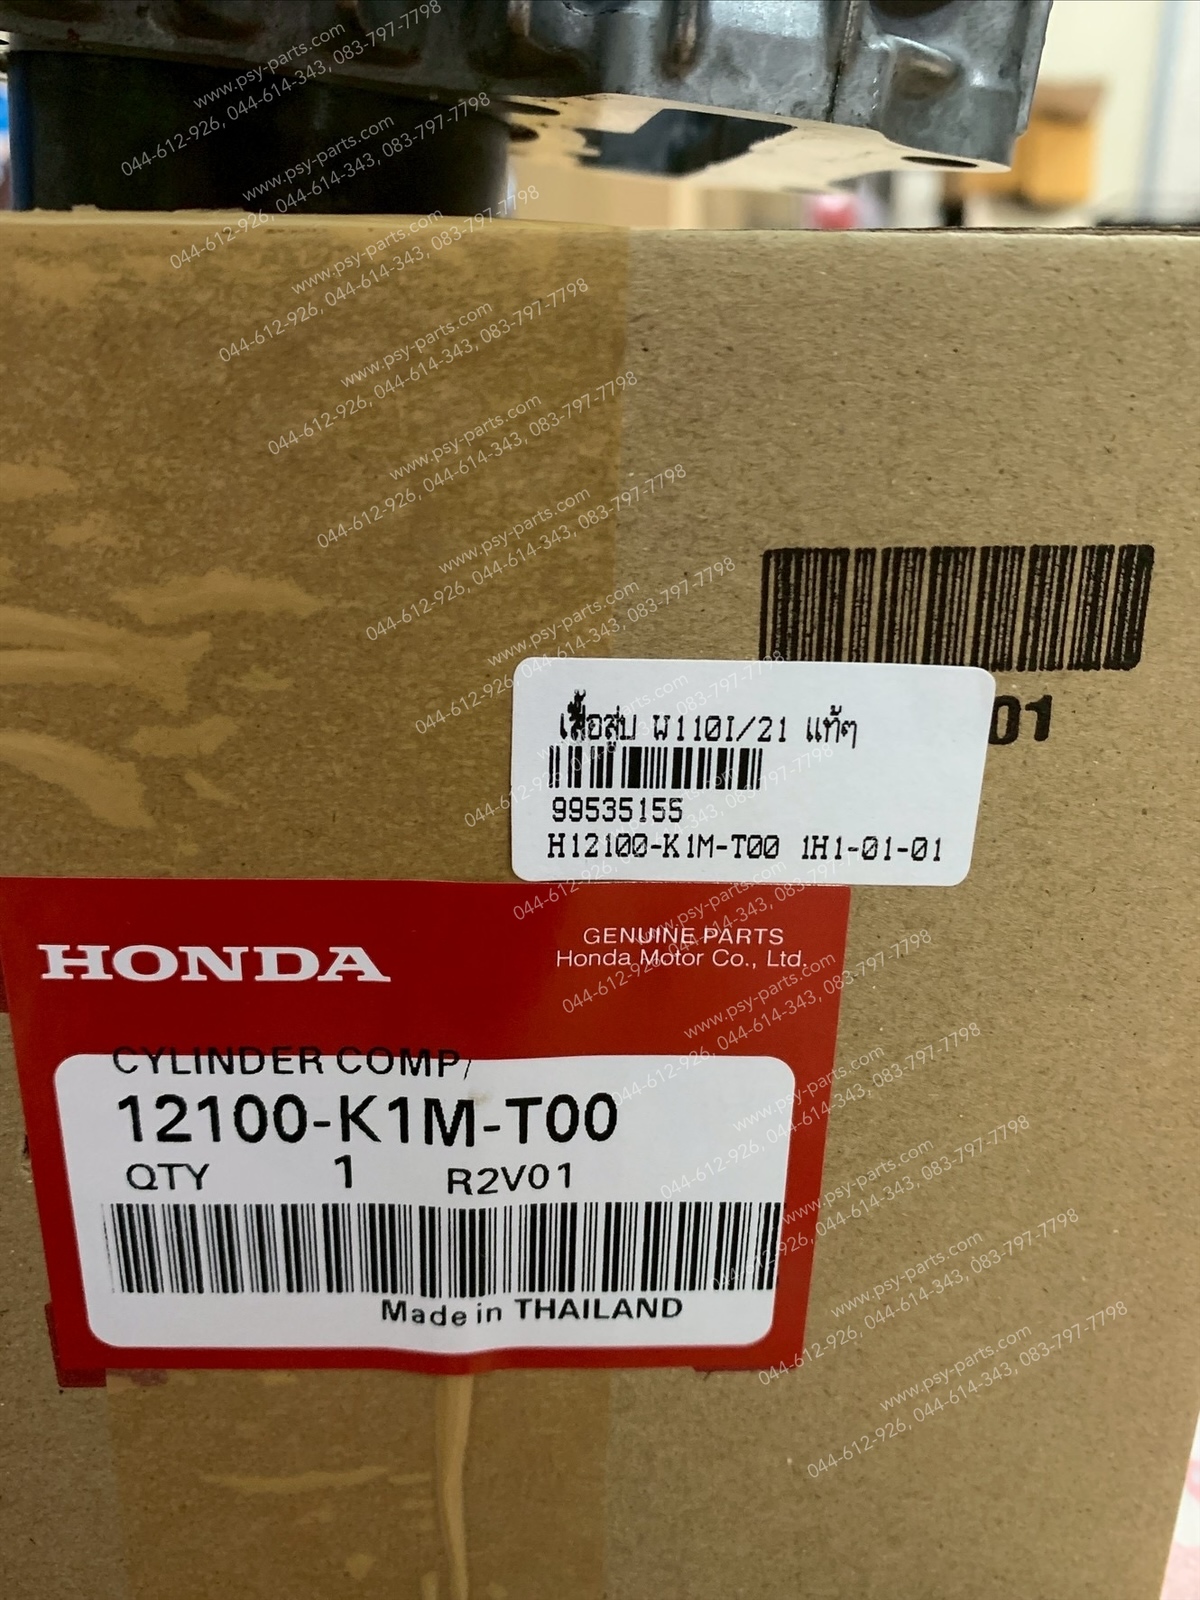 www.psy-parts.com
044-612-926, 044-614-343, 083-797-7798
01
เสื้อสูบ W110I/21 แท้ๆ
99535155
H12100-K1M-T00 1H1-01-01
HONDA
GENUINE PARTS
Honda Motor Co., Ltd.
CYLINDER COMP
12100-K1M-T00
QTY 1 R2V01
Made in THAILAND